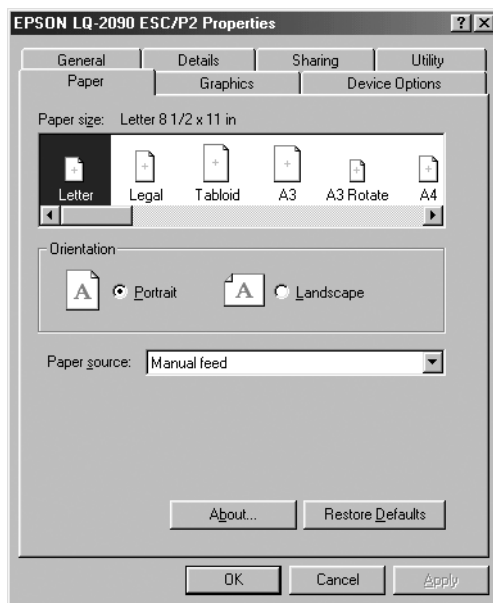 EPSON LQ-2090 ESC/P2 Properties ? ×
General Details Sharing Utility
Paper Graphics Device Options
Paper size: Letter 8 1/2 x 11 in
Letter Legal Tabloid A3 A3 Rotate A4
Orientation
A Portrait A Landscape
Paper source: Manual feed
About... Restore Defaults
OK Cancel Apply